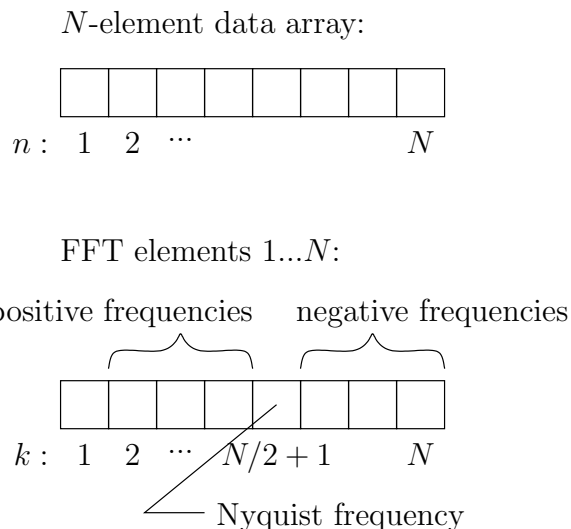 N-element data array:
n : 1 2 ... N
FFT elements 1...N:
positive frequencies negative frequencies
k : 1 2 ... N/2 + 1 N
Nyquist frequency